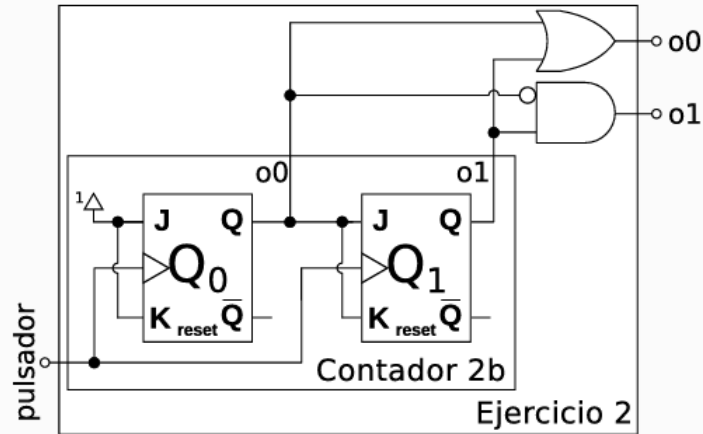 o0
o1
o0
o1
1
J
Q
J
Q
Q0
Q1
K
reset
Q̅
K
reset
Q̅
pulsador
Contador 2b
Ejercicio 2